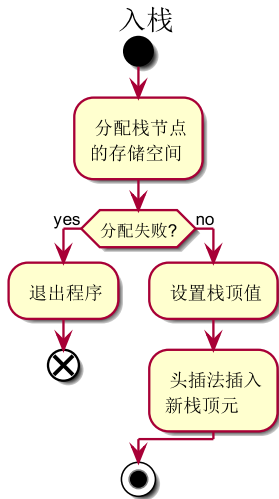 入栈
分配栈节点
的存储空间
yes
分配失败?
no
退出程序
设置栈顶值
头插法插入
新栈顶元